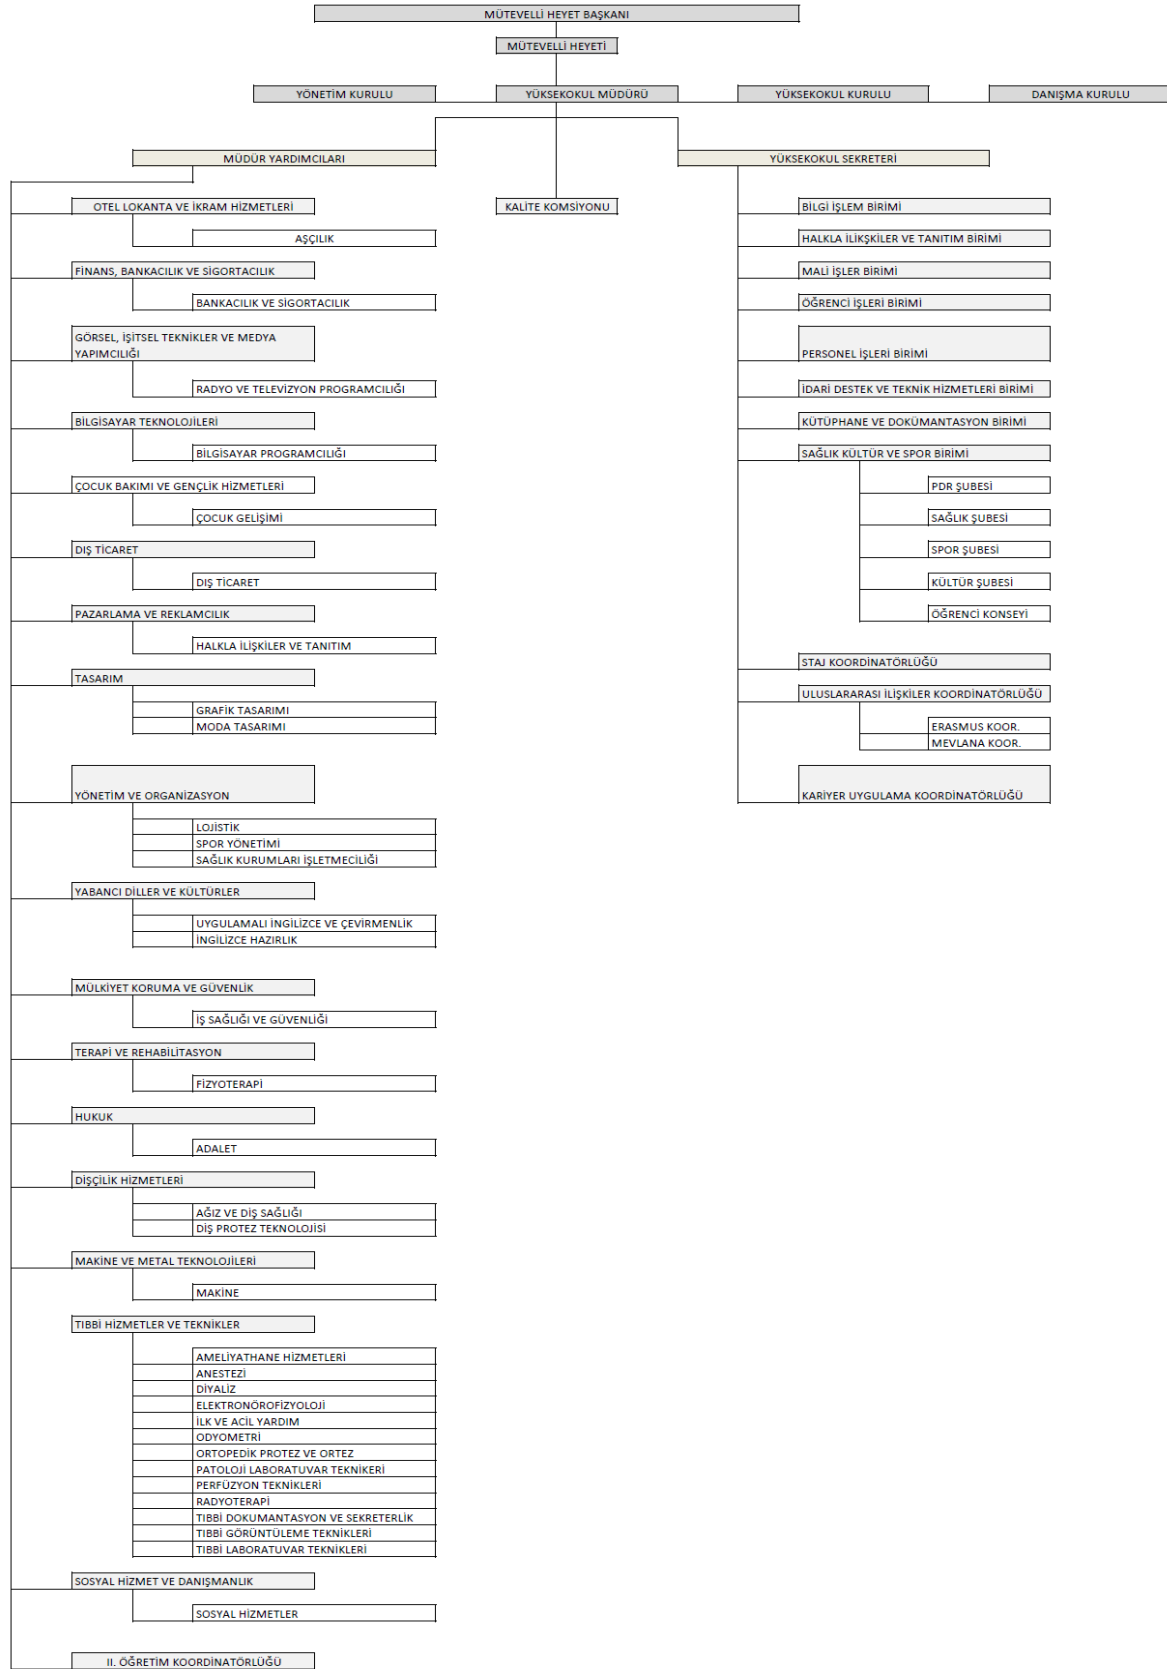 MÜTEVELLİ HEYET BAŞKANI
MÜTEVELLİ HEYETİ
YÖNETİM KURULU
YÜKSEKOKUL MÜDÜRÜ
YÜKSEKOKUL KURULU
DANIŞMA KURULU
MÜDÜR YARDIMCILARI
YÜKSEKOKUL SEKRETERİ
KALİTE KOMSİYONU
OTEL LOKANTA VE İKRAM HİZMETLERİ
AŞÇILIK
FİNANS, BANKACILIK VE SİGORTACILIK
BANKACILIK VE SİGORTACILIK
GÖRSEL, İŞİTSEL TEKNİKLER VE MEDYA
YAPIMCILIĞI
RADYO VE TELEVİZYON PROGRAMCILIĞI
BİLGİSAYAR TEKNOLOJİLERİ
BİLGİSAYAR PROGRAMCILIĞI
ÇOCUK BAKIMI VE GENÇLİK HİZMETLERİ
ÇOCUK GELİŞİMİ
DIŞ TİCARET
DIŞ TİCARET
PAZARLAMA VE REKLAMCILIK
HALKLA İLİŞKİLER VE TANITIM
TASARIM
GRAFİK TASARIMI
MODA TASARIMI
YÖNETİM VE ORGANİZASYON
LOJİSTİK
SPOR YÖNETİMİ
SAĞLIK KURUMLARI İŞLETMECİLİĞİ
YABANCI DİLLER VE KÜLTÜRLER
UYGULAMALI İNGİLİZCE VE ÇEVİRMENLİK
İNGİLİZCE HAZIRLIK
MÜLKİYET KORUMA VE GÜVENLİK
İŞ SAĞLIĞI VE GÜVENLİĞİ
TERAPİ VE REHABİLİTASYON
FİZYOTERAPİ
HUKUK
ADALET
DİŞÇİLİK HİZMETLERİ
AĞIZ VE DİŞ SAĞLIĞI
DİŞ PROTEZ TEKNOLOJİSİ
MAKİNE VE METAL TEKNOLOJİLERİ
MAKİNE
TIBBİ HİZMETLER VE TEKNİKLER
AMELİYATHANE HİZMETLERİ
ANESTEZİ
DİYALİZ
ELEKTRONÖROFİZYOLOJİ
İLK VE ACİL YARDIM
ODYOMETRİ
ORTOPEDİK PROTEZ VE ORTEZ
PATOLOJİ LABORATUVAR TEKNİKERİ
PERFÜZYON TEKNİKLERİ
RADYOTERAPİ
TIBBİ DOKUMANTASYON VE SEKRETERLİK
TIBBİ GÖRÜNTÜLEME TEKNİKLERİ
TIBBİ LABORATUVAR TEKNİKLERİ
SOSYAL HİZMET VE DANIŞMANLIK
SOSYAL HİZMETLER
II. ÖĞRETİM KOORDİNATÖRLÜĞÜ
BİLGİ İŞLEM BİRİMİ
HALKLA İLİKŞKİLER VE TANITIM BİRİMİ
MALİ İŞLER BİRİMİ
ÖĞRENCİ İŞLERİ BİRİMİ
PERSONEL İŞLERİ BİRİMİ
İDARİ DESTEK VE TEKNİK HİZMETLERİ BİRİMİ
KÜTÜPHANE VE DOKÜMANTASYON BİRİMİ
SAĞLIK KÜLTÜR VE SPOR BİRİMİ
PDR ŞUBESİ
SAĞLIK ŞUBESİ
SPOR ŞUBESİ
KÜLTÜR ŞUBESİ
ÖĞRENCİ KONSEYİ
STAJ KOORDİNATÖRLÜĞÜ
ULUSLARARASI İLİŞKİLER KOORDİNATÖRLÜĞÜ
ERASMUS KOOR.
MEVLANA KOOR.
KARİYER UYGULAMA KOORDİNATÖRLÜĞÜ